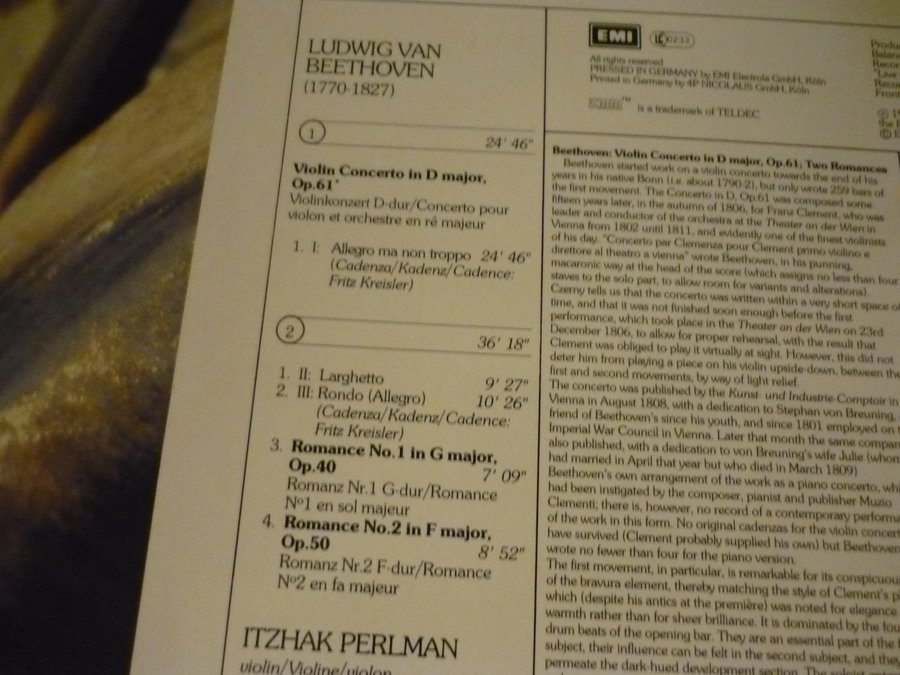 LUDWIG VAN
BEETHOVEN
(1770-1827)
1
24' 46"
Violin Concerto in D major,
Op.61*
Violinkonzert D-dur/Concerto pour
violon et orchestre en ré majeur
1. I: Allegro ma non troppo 24' 46"
(Cadenza/Kadenz/Cadence:
Fritz Kreisler)
2
36' 18"
1. II: Larghetto 9' 27"
2. III: Rondo (Allegro) 10' 26"
(Cadenza/Kadenz/Cadence:
Fritz Kreisler)
3. Romance No.1 in G major,
Op.40 7' 09"
Romanz Nr.1 G-dur/Romance
Nº1 en sol majeur
4. Romance No.2 in F major,
Op.50 8' 52"
Romanz Nr.2 F-dur/Romance
Nº2 en fa majeur
ITZHAK PERLMAN
violin/Violine/violon
EMI LC 0233
All rights reserved
PRESSED IN GERMANY by EMI Electrola GmbH, Köln
Printed in Germany by 4P NICOLAUS GmbH, Köln
TM is a trademark of TELDEC
Beethoven: Violin Concerto in D major, Op.61; Two Romances
Beethoven started work on a violin concerto towards the end of his
years in his native Bonn (i.e. about 1790-2), but only wrote 259 bars of
the first movement. The Concerto in D, Op.61 was composed some
fifteen years later, in the autumn of 1806, for Franz Clement, who was
leader and conductor of the orchestra at the Theater an der Wien in
Vienna from 1802 until 1811, and evidently one of the finest violinists
of his day. "Concerto par Clemenza pour Clement primo violino e
direttore al theatro a vienna" wrote Beethoven, in his punning,
macaronic way at the head of the score (which assigns no less than four
staves to the solo part, to allow room for variants and alterations).
Czerny tells us that the concerto was written within a very short space of
time, and that it was not finished soon enough before the first
performance, which took place in the Theater an der Wien on 23rd
December 1806, to allow for proper rehearsal, with the result that
Clement was obliged to play it virtually at sight. However, this did not
deter him from playing a piece on his violin upside-down, between the
first and second movements, by way of light relief.
The concerto was published by the Kunst- und Industrie-Comptoir in
Vienna in August 1808, with a dedication to Stephan von Breuning,
friend of Beethoven's since his youth, and since 1801 employed on
Imperial War Council in Vienna. Later that month the same
also published, with a dedication to von Breuning's wife Julie
had married in April that year but who died in March 1809)
Beethoven's own arrangement of the work as a piano concerto,
had been instigated by the composer, pianist and publisher Muzio
Clementi; there is, however, no record of a contemporary
of the work in this form. No original cadenzas for the violin
have survived (Clement probably supplied his own) but Beethoven
wrote no fewer than four for the piano version.
The first movement, in particular, is remarkable for its
of the bravura element, thereby matching the style of Clement's
which (despite his antics at the première) was noted for elegance
warmth rather than for sheer brilliance. It is dominated by the
drum beats of the opening bar. They are an essential part of the
subject, their influence can be felt in the second subject, and they
permeate the dark-hued development section. The soloist